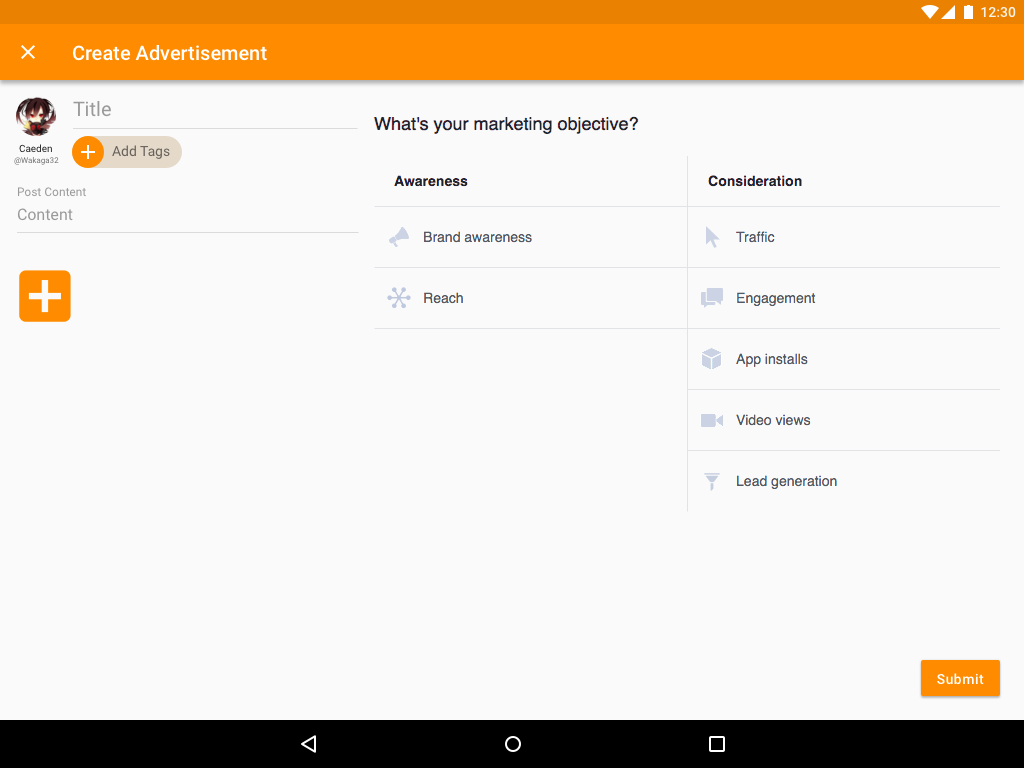 12:30
Create Advertisement
Title
Caeden
@Wakaga32
Add Tags
Post Content
Content
What's your marketing objective?
Awareness
Consideration
Brand awareness
Traffic
Reach
Engagement
App installs
Video views
Lead generation
Submit